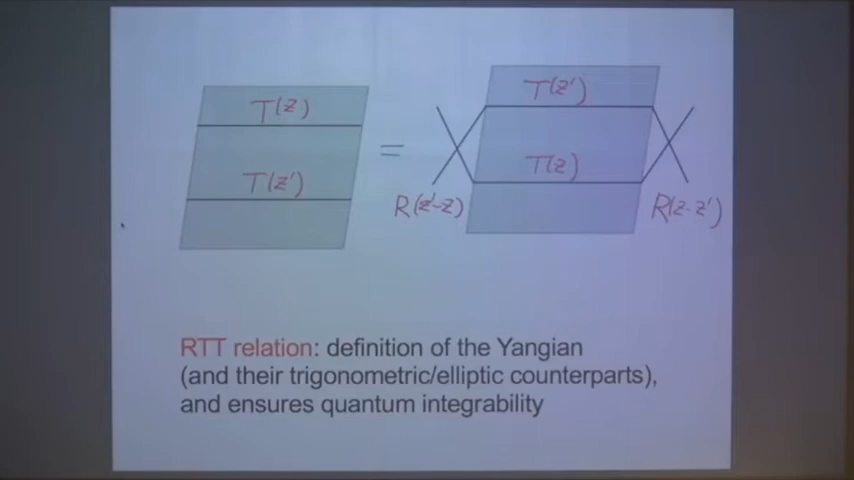 T(z)
T(z')
=
T(z')
T(z)
R(z'-z)
R(z-z')
RTT relation: definition of the Yangian
(and their trigonometric/elliptic counterparts),
and ensures quantum integrability